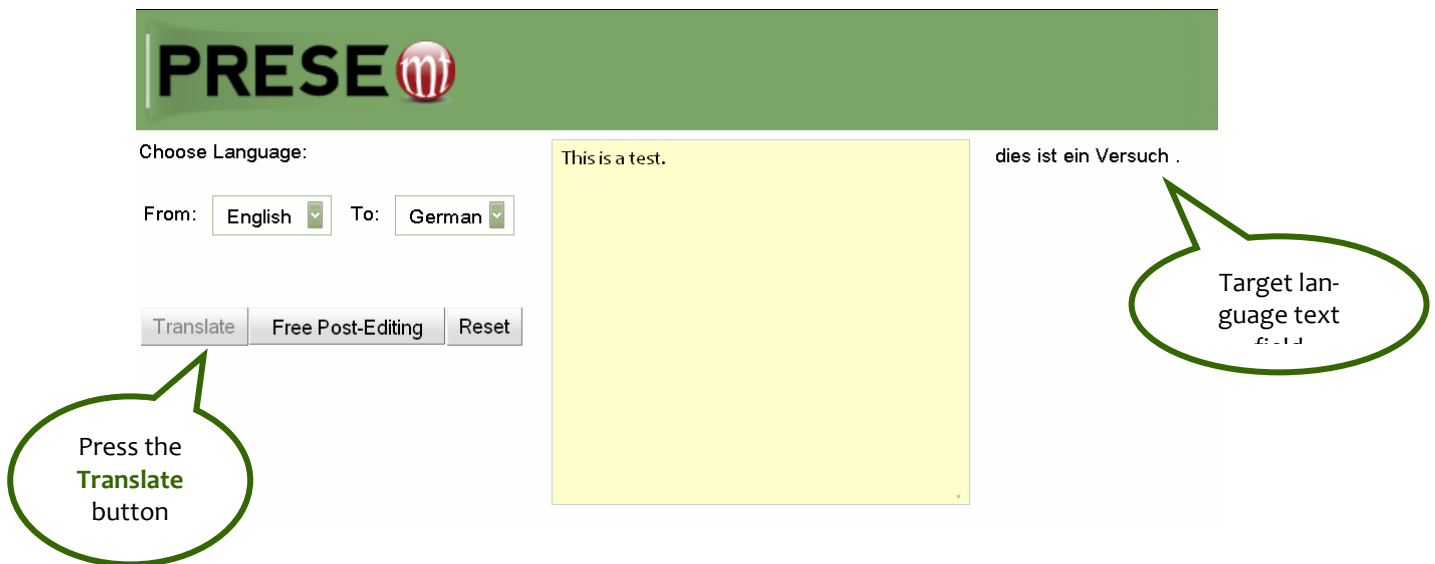 PRESE mt
Choose Language:
From: English To: German
Translate Free Post-Editing Reset
This is a test.
dies ist ein Versuch .
Target lan-
guage text
field
Press the
Translate
button